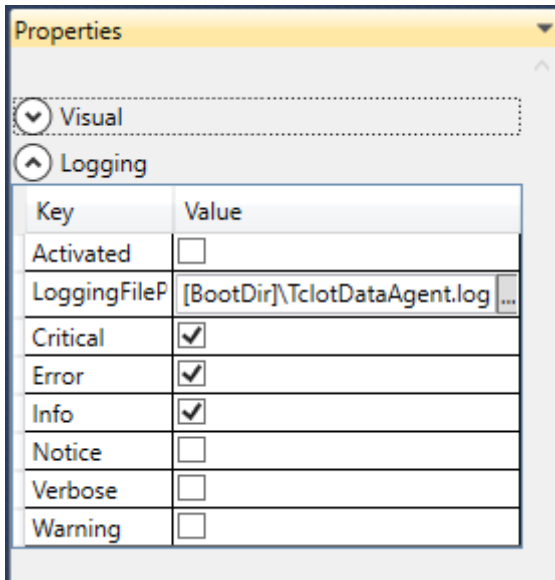 Properties
Visual
Logging
Key Value
Activated
LoggingFileP [BootDir]\TcIotDataAgent.log ...
Critical
Error
Info
Notice
Verbose
Warning